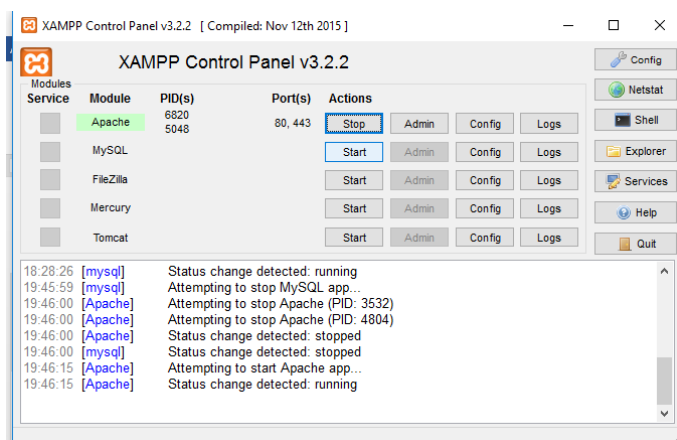 XAMPP Control Panel v3.2.2 [ Compiled: Nov 12th 2015 ]
XAMPP Control Panel v3.2.2
Config
Modules
Service Module PID(s) Port(s) Actions
Netstat
Apache 6820 5048 80, 443 Stop Admin Config Logs
Shell
MySQL Start Admin Config Logs
Explorer
FileZilla Start Admin Config Logs
Services
Mercury Start Admin Config Logs
Help
Tomcat Start Admin Config Logs
Quit
18:28:26 [mysql] Status change detected: running
19:45:59 [mysql] Attempting to stop MySQL app...
19:46:00 [Apache] Attempting to stop Apache (PID: 3532)
19:46:00 [Apache] Attempting to stop Apache (PID: 4804)
19:46:00 [Apache] Status change detected: stopped
19:46:00 [mysql] Status change detected: stopped
19:46:15 [Apache] Attempting to start Apache app...
19:46:15 [Apache] Status change detected: running